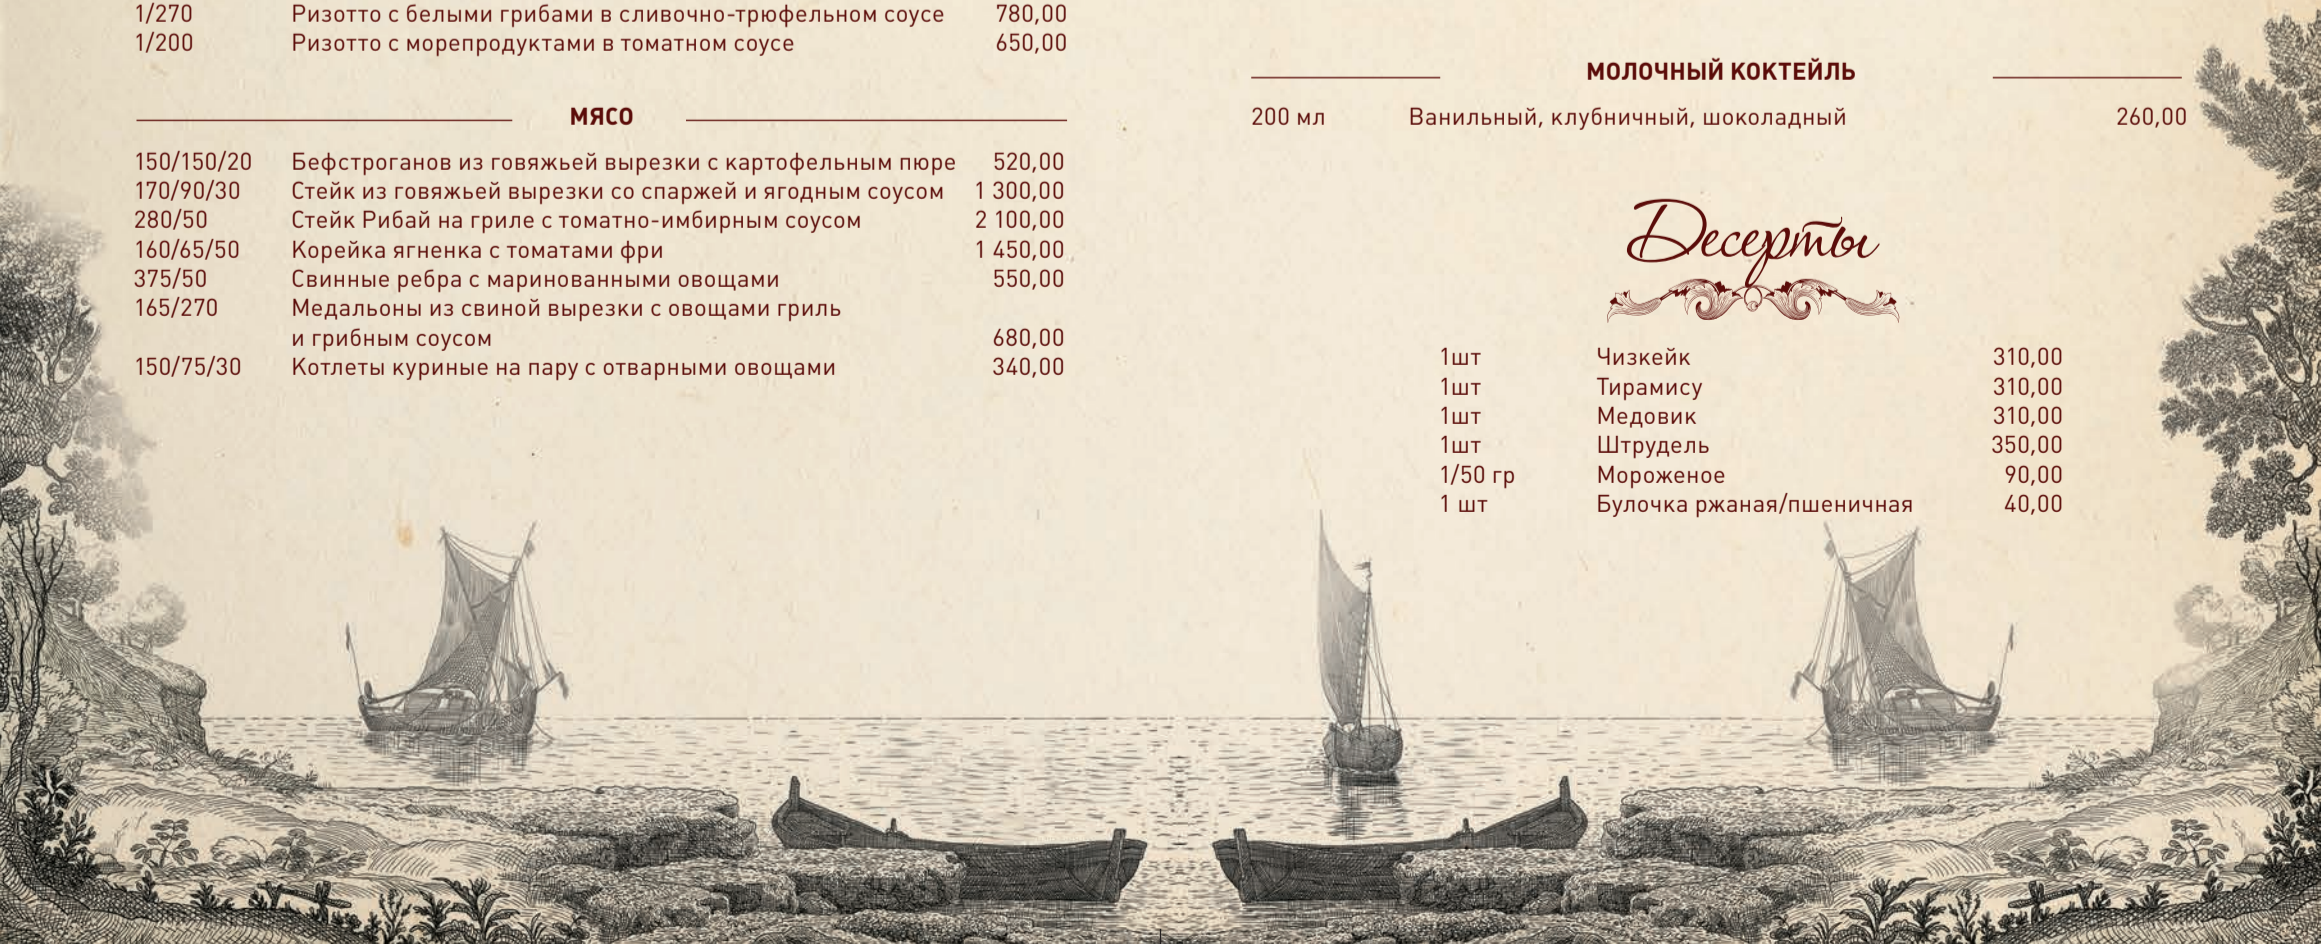 1/270 Ризотто с белыми грибами в сливочно-трюфельном соусе 780,00
1/200 Ризотто с морепродуктами в томатном соусе 650,00
МЯСО
150/150/20 Бефстроганов из говяжьей вырезки с картофельным пюре 520,00
170/90/30 Стейк из говяжьей вырезки со спаржей и ягодным соусом 1 300,00
280/50 Стейк Рибай на гриле с томатно-имбирным соусом 2 100,00
160/65/50 Корейка ягненка с томатами фри 1 450,00
375/50 Свинные ребра с маринованными овощами 550,00
165/270 Медальоны из свиной вырезки с овощами гриль
и грибным соусом 680,00
150/75/30 Котлеты куриные на пару с отварными овощами 340,00
МОЛОЧНЫЙ КОКТЕЙЛЬ
200 мл Ванильный, клубничный, шоколадный 260,00
Десерты
1шт Чизкейк 310,00
1шт Тирамису 310,00
1шт Медовик 310,00
1шт Штрудель 350,00
1/50 гр Мороженое 90,00
1 шт Булочка ржаная/пшеничная 40,00